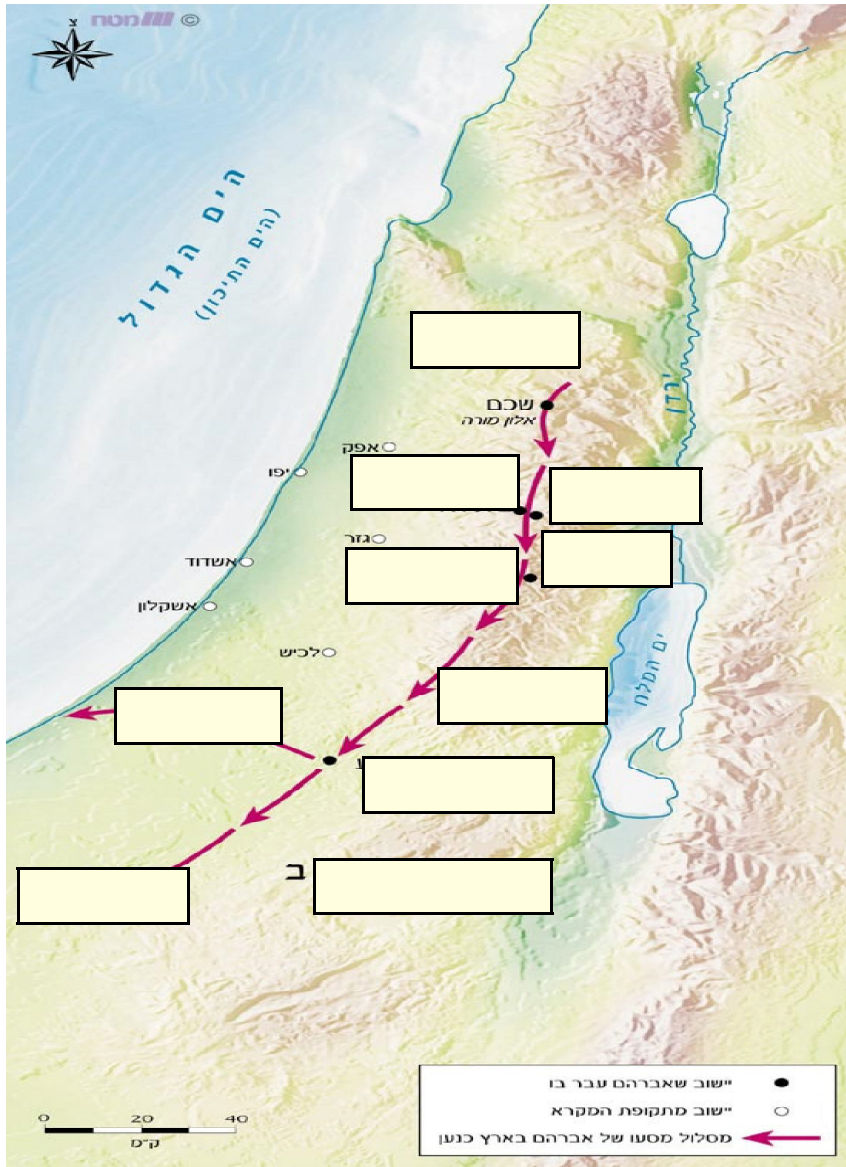 © מטח
צ
הים הגדול
(הים התיכון)
שכם
אלון מורה
ירדן
אפק
יפו
גזר
אשדוד
אשקלון
לכיש
ים המלח
ע
ב
יישוב שאברהם עבר בו
יישוב מתקופת המקרא
מסלול מסעו של אברהם בארץ כנען
0 20 40
ק"מ